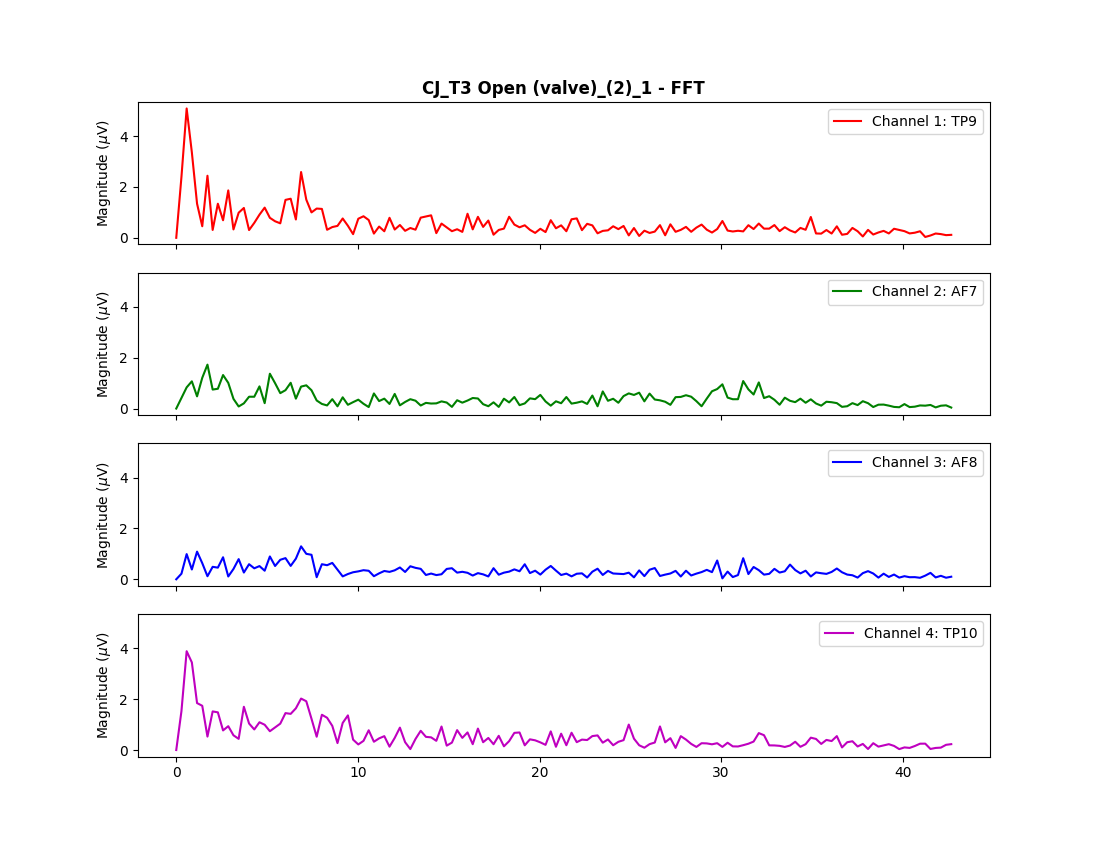 CJ_T3 Open (valve)_(2)_1 - FFT
Channel 1: TP9
Magnitude (μV)
4
2
0
Channel 2: AF7
Magnitude (μV)
4
2
0
Channel 3: AF8
Magnitude (μV)
4
2
0
Channel 4: TP10
Magnitude (μV)
4
2
0
0 10 20 30 40